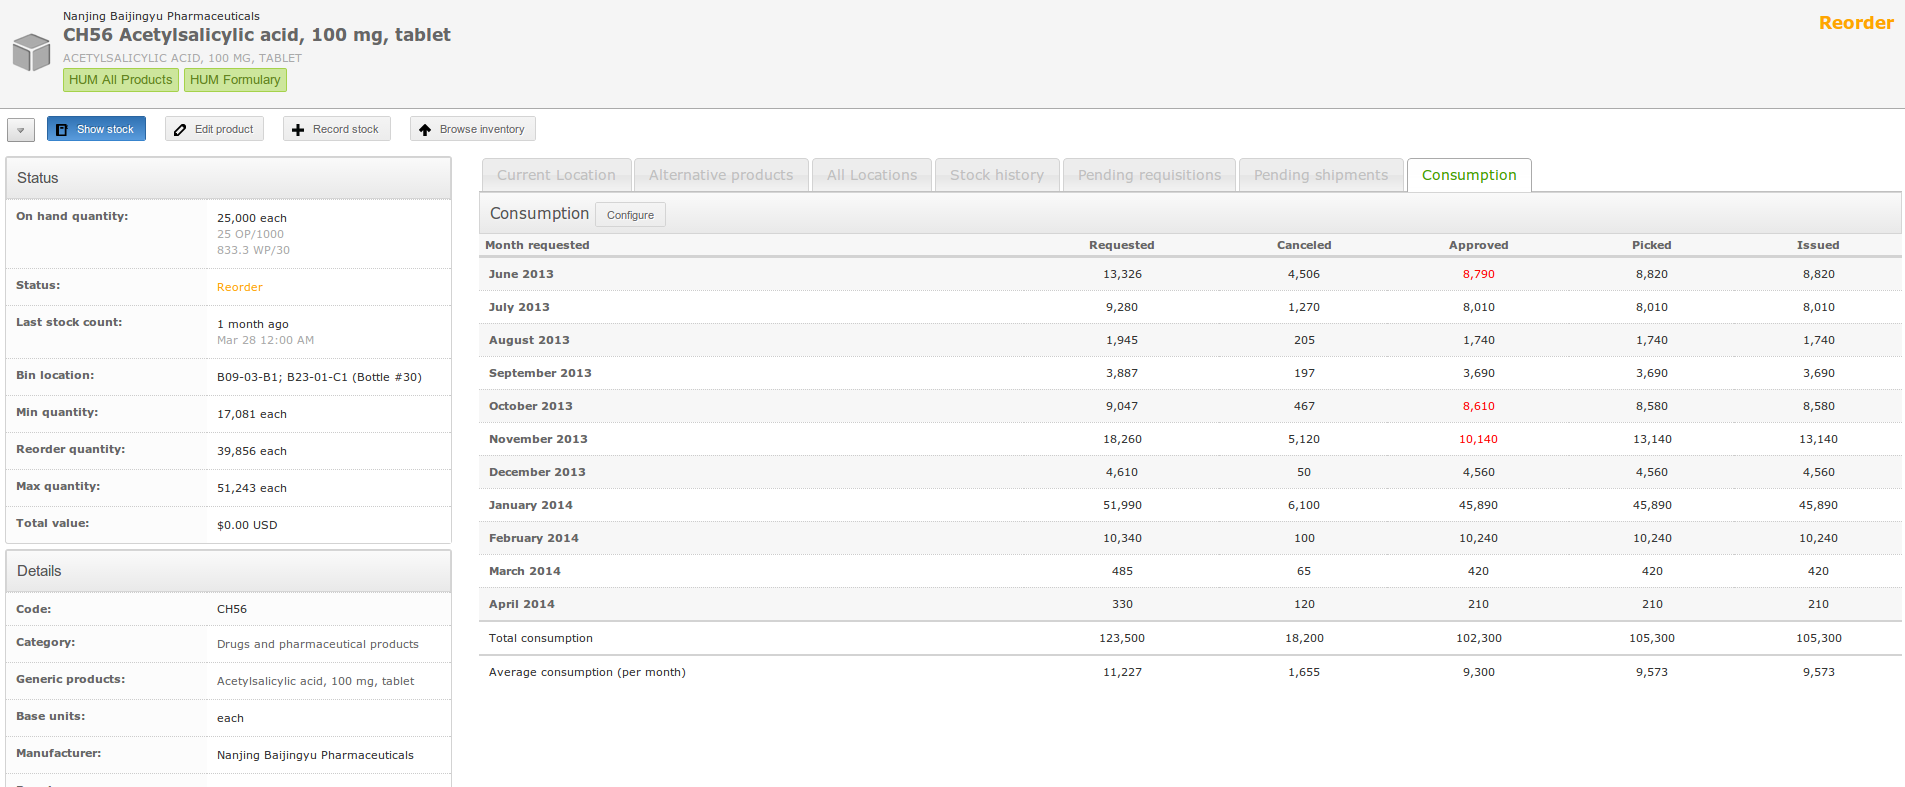 Nanjing Baijingyu Pharmaceuticals
CH56 Acetylsalicylic acid, 100 mg, tablet
ACETYLSALICYLIC ACID, 100 MG, TABLET
HUM All Products HUM Formulary
Reorder
Show stock Edit product Record stock Browse inventory
Status
On hand quantity: 25,000 each
25 OP/1000
833.3 WP/30
Status: Reorder
Last stock count: 1 month ago
Mar 28 12:00 AM
Bin location: B09-03-B1; B23-01-C1 (Bottle #30)
Min quantity: 17,081 each
Reorder quantity: 39,856 each
Max quantity: 51,243 each
Total value: $0.00 USD
Details
Code: CH56
Category: Drugs and pharmaceutical products
Generic products: Acetylsalicylic acid, 100 mg, tablet
Base units: each
Manufacturer: Nanjing Baijingyu Pharmaceuticals
Current Location Alternative products All Locations Stock history Pending requisitions Pending shipments Consumption
Consumption Configure
Month requested Requested Canceled Approved Picked Issued
June 2013 13,326 4,506 8,790 8,820 8,820
July 2013 9,280 1,270 8,010 8,010 8,010
August 2013 1,945 205 1,740 1,740 1,740
September 2013 3,887 197 3,690 3,690 3,690
October 2013 9,047 467 8,610 8,580 8,580
November 2013 18,260 5,120 10,140 13,140 13,140
December 2013 4,610 50 4,560 4,560 4,560
January 2014 51,990 6,100 45,890 45,890 45,890
February 2014 10,340 100 10,240 10,240 10,240
March 2014 485 65 420 420 420
April 2014 330 120 210 210 210
Total consumption 123,500 18,200 102,300 105,300 105,300
Average consumption (per month) 11,227 1,655 9,300 9,573 9,573